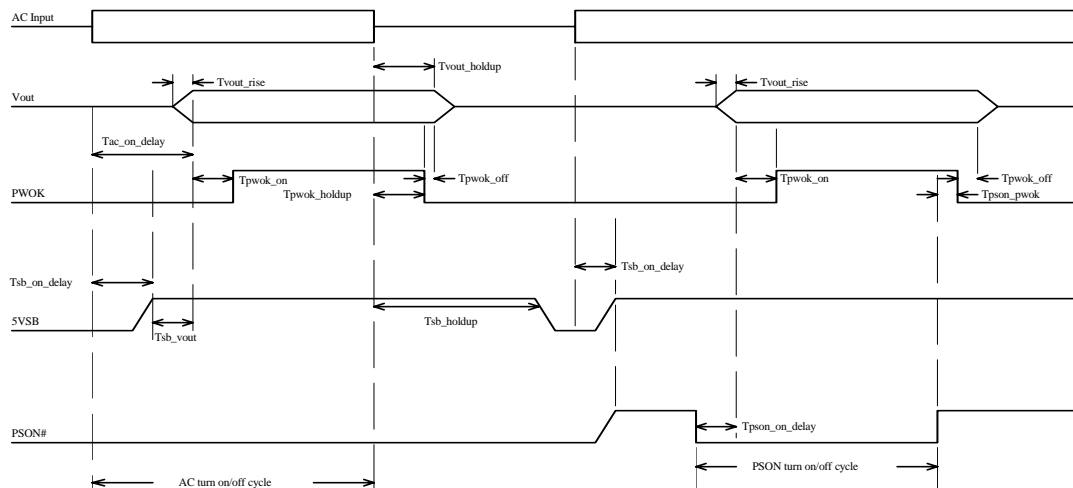 AC Input
Tvout_holdup
Tvout_rise
Tvout_rise
Vout
Tac_on_delay
Tpwok_on
Tpwok_off
Tpwok_on
Tpwok_off
PWOK
Tpwok_holdup
Tpson_pwok
Tsb_on_delay
Tsb_on_delay
5VSB
Tsb_vout
Tsb_holdup
PSON#
Tpson_on_delay
AC turn on/off cycle
PSON turn on/off cycle